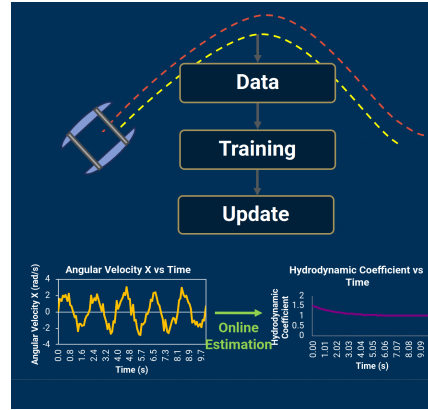 Data
Training
Update
Angular Velocity X vs Time
Angular Velocity X (rad/s)
4
2
0
-2
-4
0.0
0.8
1.6
2.4
3.2
4.0
4.8
5.7
6.5
7.3
8.1
8.9
9.7
Time (s)
Online
Estimation
Hydrodynamic Coefficient vs
Time
Hydrodynamic
Coefficient
2
1.5
1
0.5
0
0.00
1.01
2.02
3.03
4.04
5.05
6.06
7.07
8.08
9.09
Time (s)